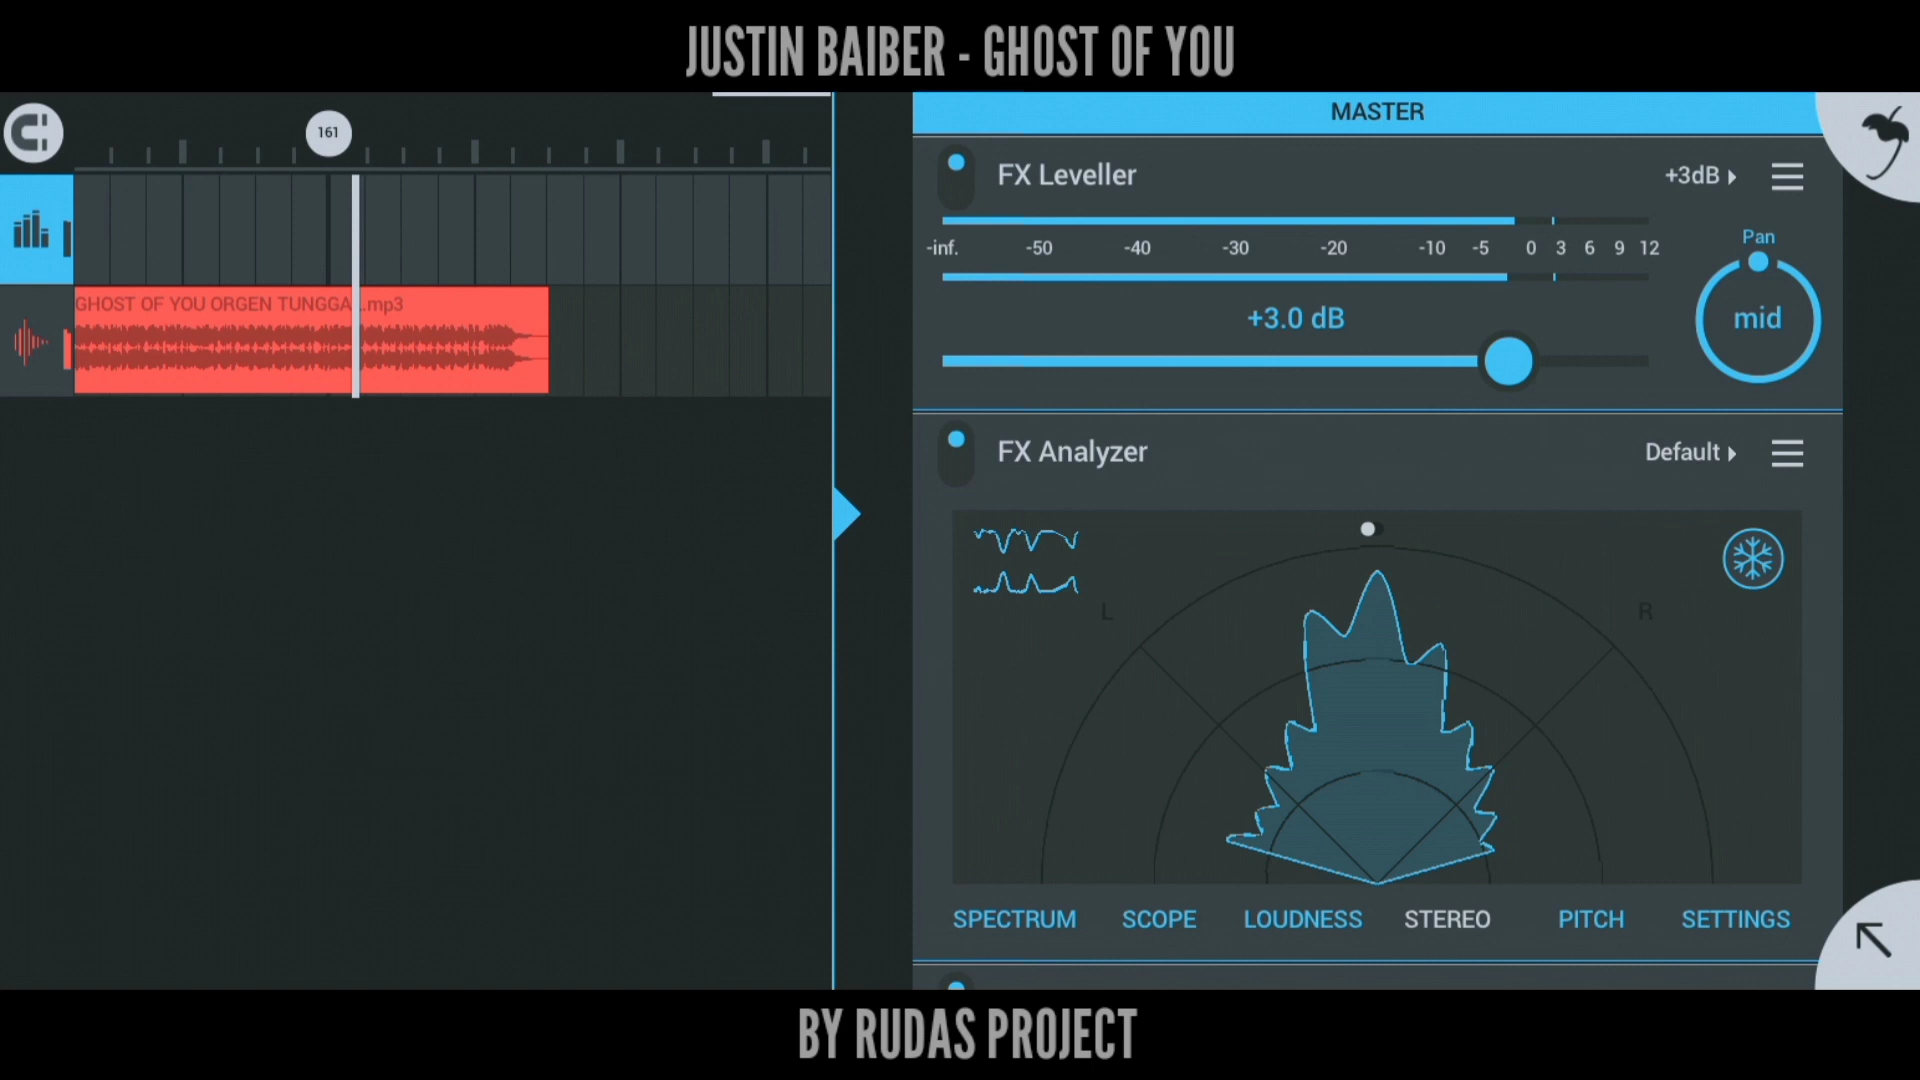 JUSTIN BAIBER - GHOST OF YOU
161
MASTER
FX Leveller
+3dB
-inf. -50 -40 -30 -20 -10 -5 0 3 6 9 12
Pan
mid
+3.0 dB
GHOST OF YOU ORGEN TUNGGA .mp3
FX Analyzer
Default
L R
SPECTRUM SCOPE LOUDNESS STEREO PITCH SETTINGS
BY RUDAS PROJECT